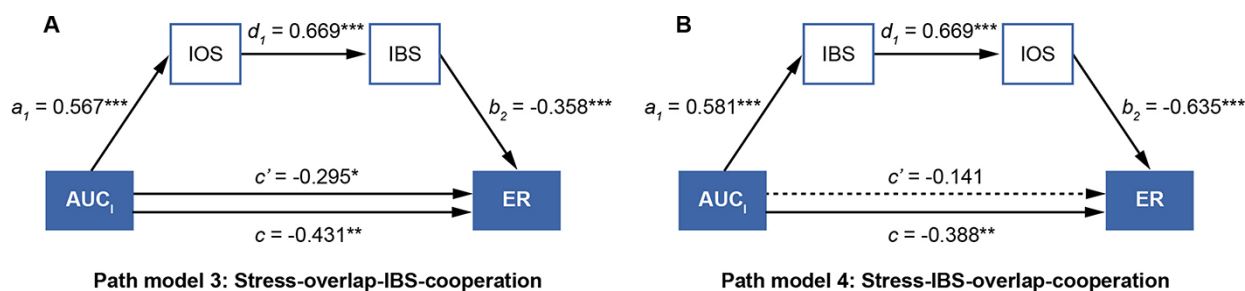 A
d1 = 0.669***
IOS
IBS
a1 = 0.567***
b2 = -0.358***
c' = -0.295*
AUCI
ER
c = -0.431**
Path model 3: Stress-overlap-IBS-cooperation
B
d1 = 0.669***
IBS
IOS
a1 = 0.581***
b2 = -0.635***
c' = -0.141
AUCI
ER
c = -0.388**
Path model 4: Stress-IBS-overlap-cooperation